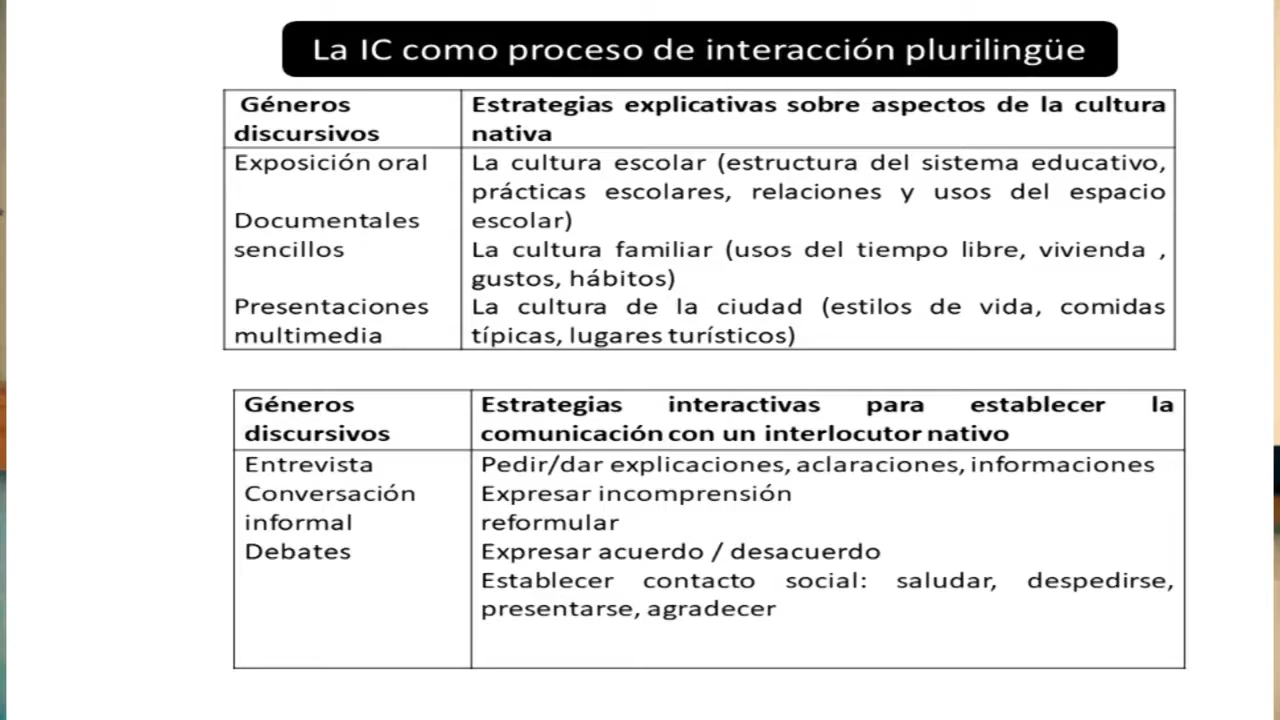 La IC como proceso de interacción plurilingüe
Géneros
discursivos
Estrategias explicativas sobre aspectos de la cultura
nativa
Exposición oral
Documentales
sencillos
Presentaciones
multimedia
La cultura escolar (estructura del sistema educativo,
prácticas escolares, relaciones y usos del espacio
escolar)
La cultura familiar (usos del tiempo libre, vivienda ,
gustos, hábitos)
La cultura de la ciudad (estilos de vida, comidas
típicas, lugares turísticos)
Géneros
discursivos
Estrategias interactivas para establecer la
comunicación con un interlocutor nativo
Entrevista
Conversación
informal
Debates
Pedir/dar explicaciones, aclaraciones, informaciones
Expresar incomprensión
reformular
Expresar acuerdo / desacuerdo
Establecer contacto social: saludar, despedirse,
presentarse, agradecer